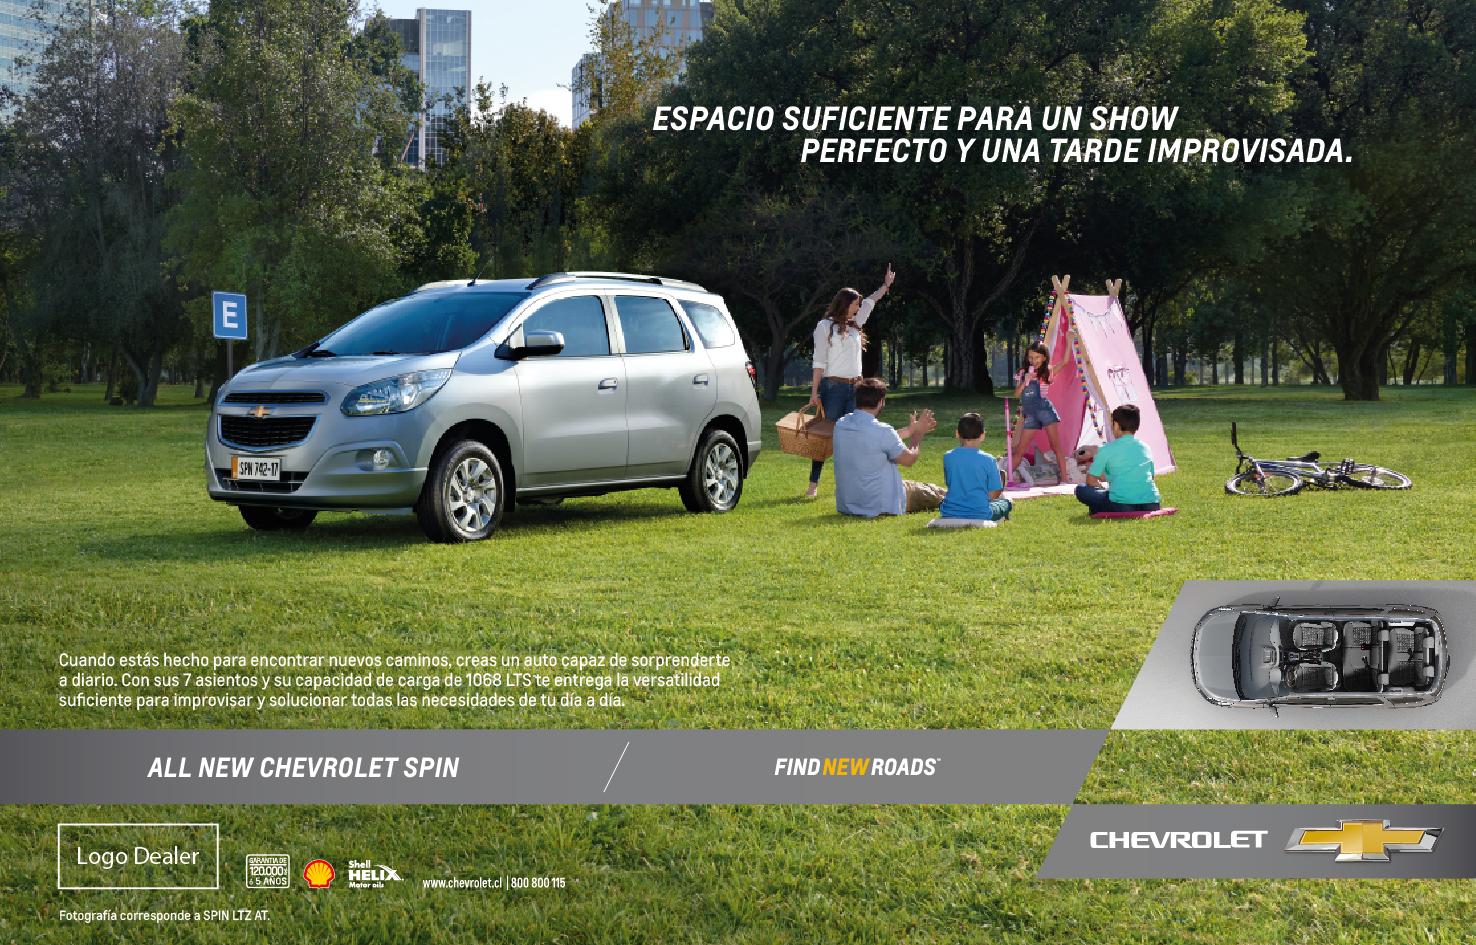 ESPACIO SUFICIENTE PARA UN SHOW
PERFECTO Y UNA TARDE IMPROVISADA.
E
SPN 742-17
Cuando estás hecho para encontrar nuevos caminos, creas un auto capaz de sorprenderte
a diario. Con sus 7 asientos y su capacidad de carga de 1068 LTS te entrega la versatilidad
suficiente para improvisar y solucionar todas las necesidades de tu día a día.
ALL NEW CHEVROLET SPIN
FIND NEW ROADS™
CHEVROLET
Logo Dealer
GARANTÍA DE
120.000
ó 5 AÑOS
Shell
HELIX
Motor oils
www.chevrolet.cl | 800 800 115
Fotografía corresponde a SPIN LTZ AT.